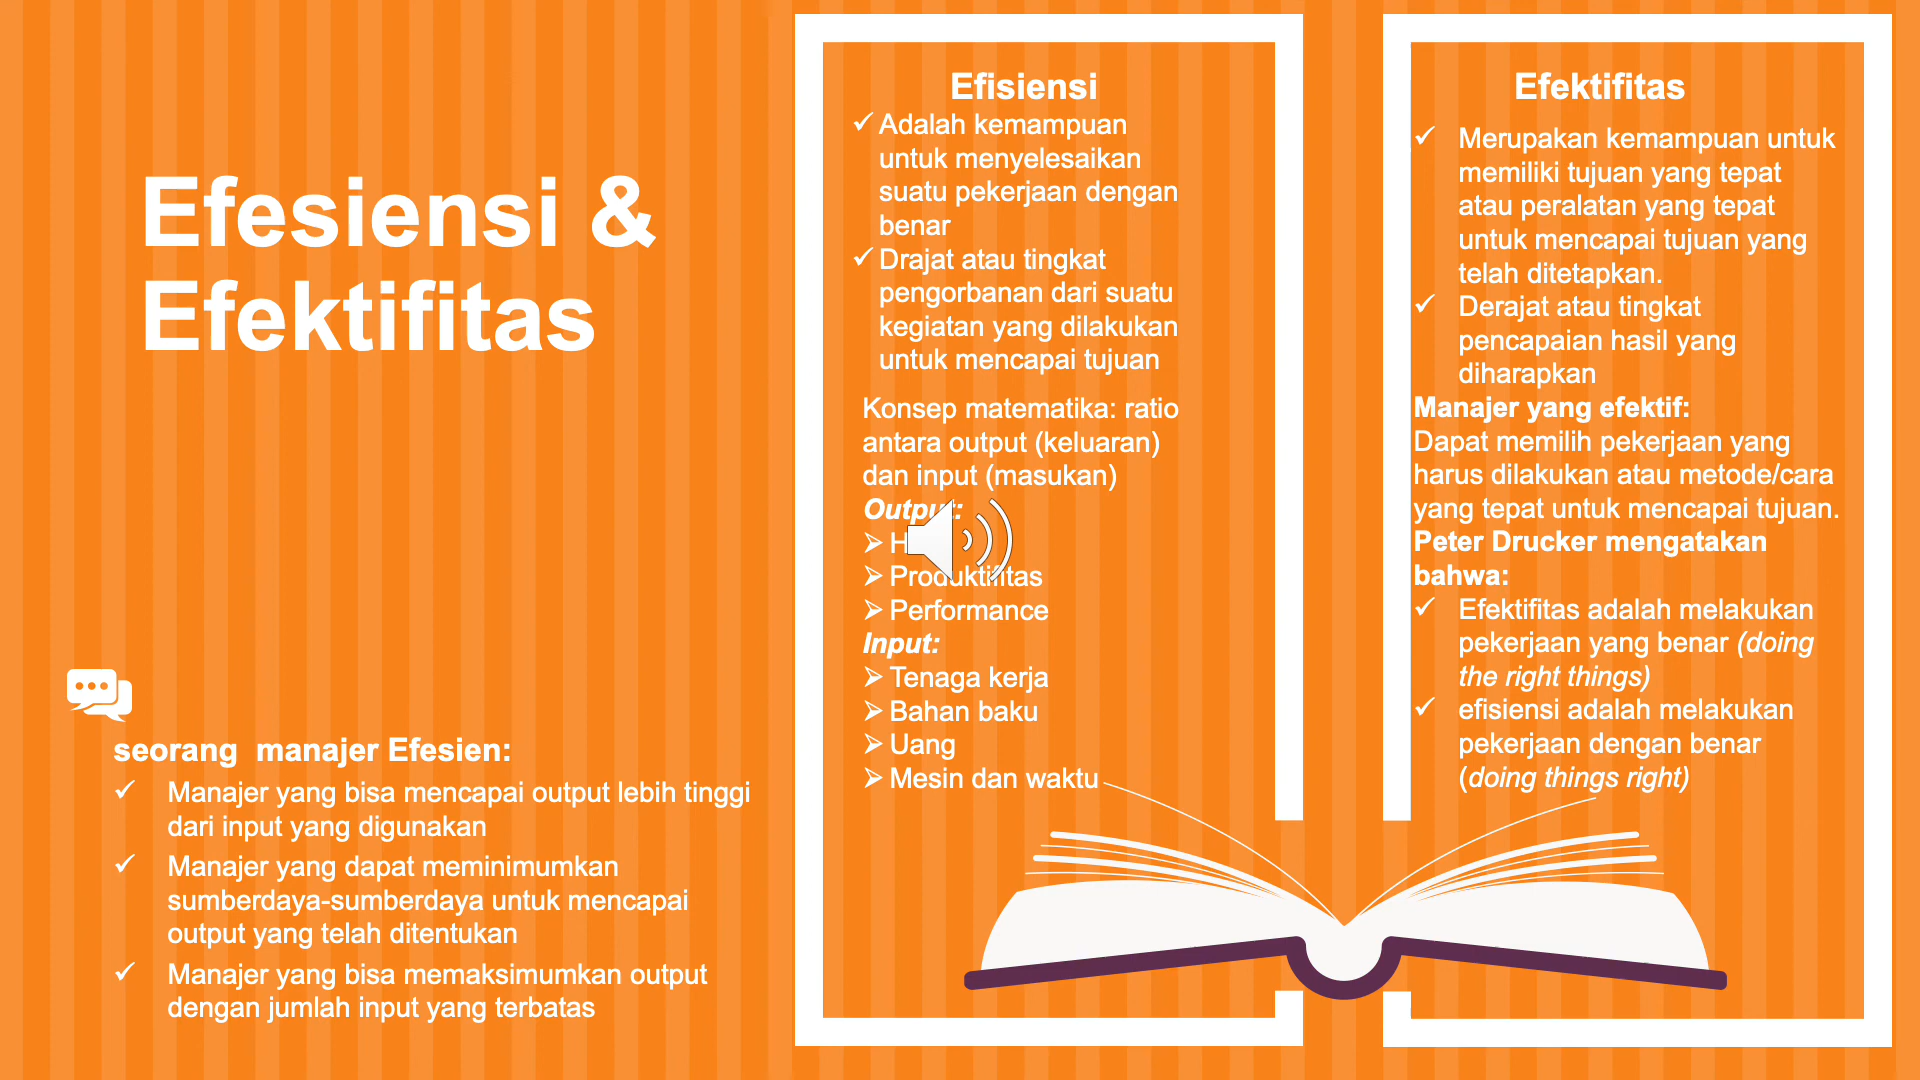 Efesiensi &
Efektifitas
seorang  manajer Efesien:
✓ Manajer yang bisa mencapai output lebih tinggi
dari input yang digunakan
✓ Manajer yang dapat meminimumkan
sumberdaya-sumberdaya untuk mencapai
output yang telah ditentukan
✓ Manajer yang bisa memaksimumkan output
dengan jumlah input yang terbatas
Efisiensi
✓ Adalah kemampuan
untuk menyelesaikan
suatu pekerjaan dengan
benar
✓ Drajat atau tingkat
pengorbanan dari suatu
kegiatan yang dilakukan
untuk mencapai tujuan
Konsep matematika: ratio
antara output (keluaran)
dan input (masukan)
Output:
➢ Produktifitas
➢ Performance
Input:
➢ Tenaga kerja
➢ Bahan baku
➢ Uang
➢ Mesin dan waktu
Efektifitas
✓ Merupakan kemampuan untuk
memiliki tujuan yang tepat
atau peralatan yang tepat
untuk mencapai tujuan yang
telah ditetapkan.
✓ Derajat atau tingkat
pencapaian hasil yang
diharapkan
Manajer yang efektif:
Dapat memilih pekerjaan yang
harus dilakukan atau metode/cara
yang tepat untuk mencapai tujuan.
Peter Drucker mengatakan
bahwa:
✓ Efektifitas adalah melakukan
pekerjaan yang benar (doing
the right things)
✓ efisiensi adalah melakukan
pekerjaan dengan benar
(doing things right)